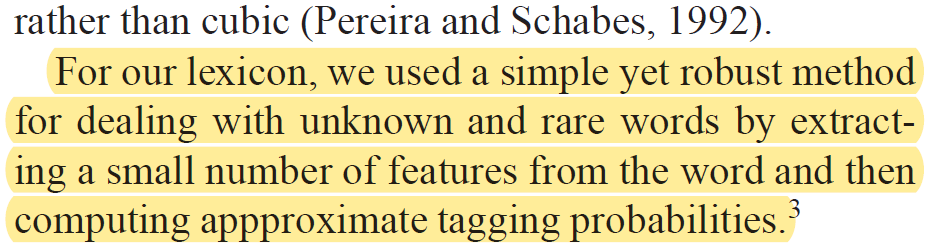 rather than cubic (Pereira and Schabes, 1992).
For our lexicon, we used a simple yet robust method
for dealing with unknown and rare words by extract-
ing a small number of features from the word and then
computing appproximate tagging probabilities.3